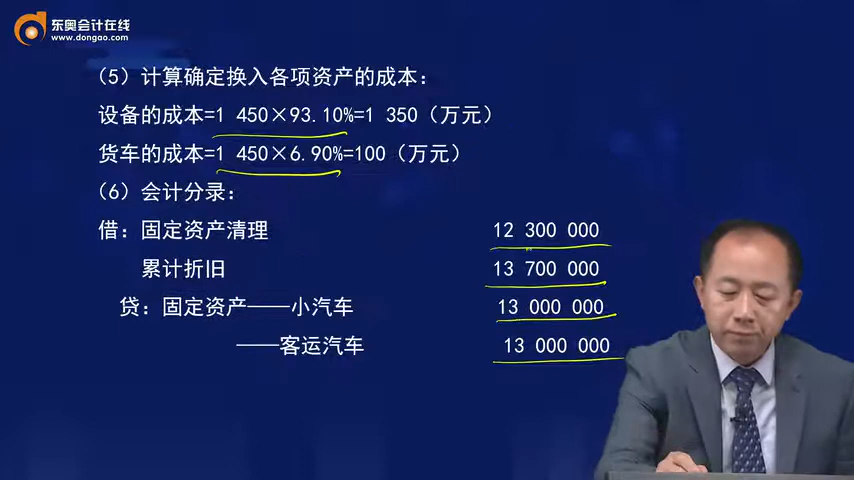 东奥会计在线
www.dongao.com
（5）计算确定换入各项资产的成本：
设备的成本=1 450×93.10%=1 350（万元）
货车的成本=1 450×6.90%=100（万元）
（6）会计分录：
借：固定资产清理 12 300 000
累计折旧 13 700 000
贷：固定资产——小汽车 13 000 000
——客运汽车 13 000 000